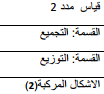 قياس مدد 2
القسمة: التجميع
القسمة: التوزيع
الاشكال المركبة(2)